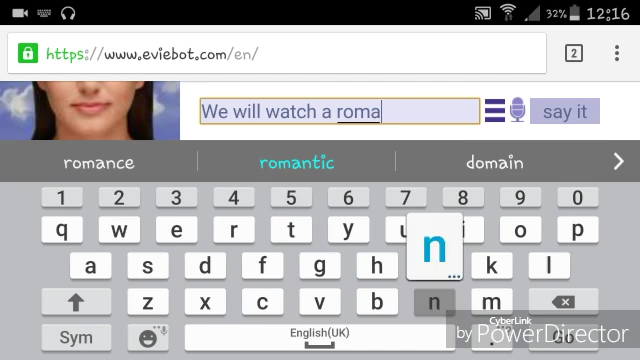 32% 12:16
https://www.eviebot.com/en/ 2
We will watch a roma say it
romance romantic domain
1 2 3 4 5 6 7 8 9 0
q w e r t y u i o p
a s d f g h n k l
z x c v b n m
Sym English(UK) Go
CyberLink
by PowerDirector